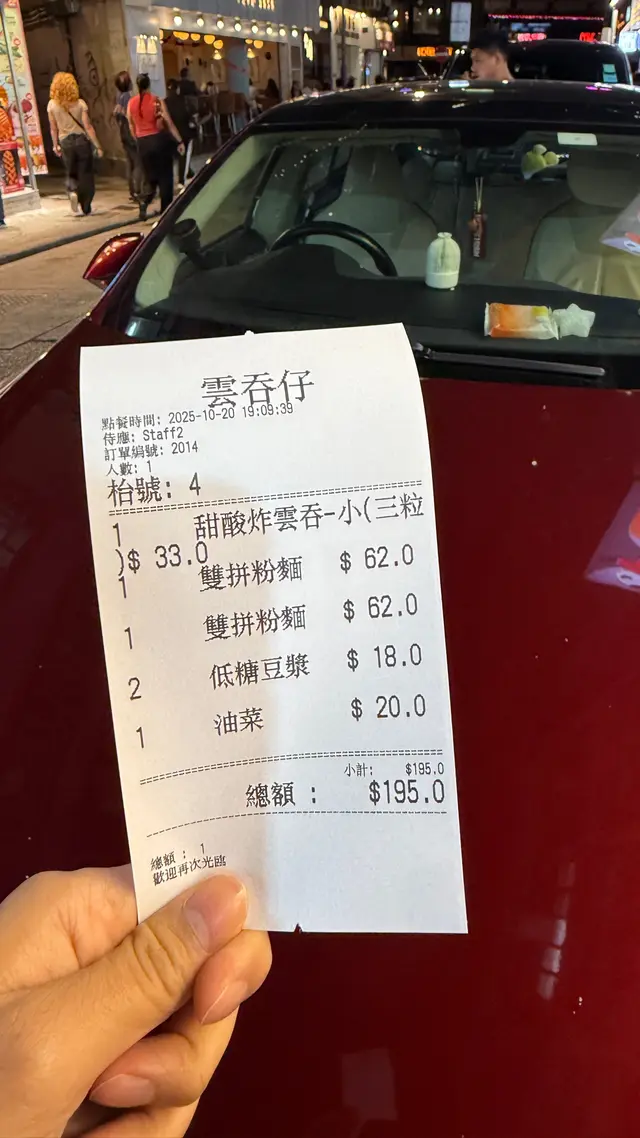 雲吞仔
點餐時間: 2025-10-20 19:09:39
侍應: Staff2
訂單編號: 2014
人數: 1
枱號: 4
1 甜酸炸雲吞-小(三粒
)$ 33.0
1 雙拼粉麵 $ 62.0
1 雙拼粉麵 $ 62.0
2 低糖豆漿 $ 18.0
1 油菜 $ 20.0
小計: $195.0
總額 : $195.0
總額 : 1
歡迎再次光臨